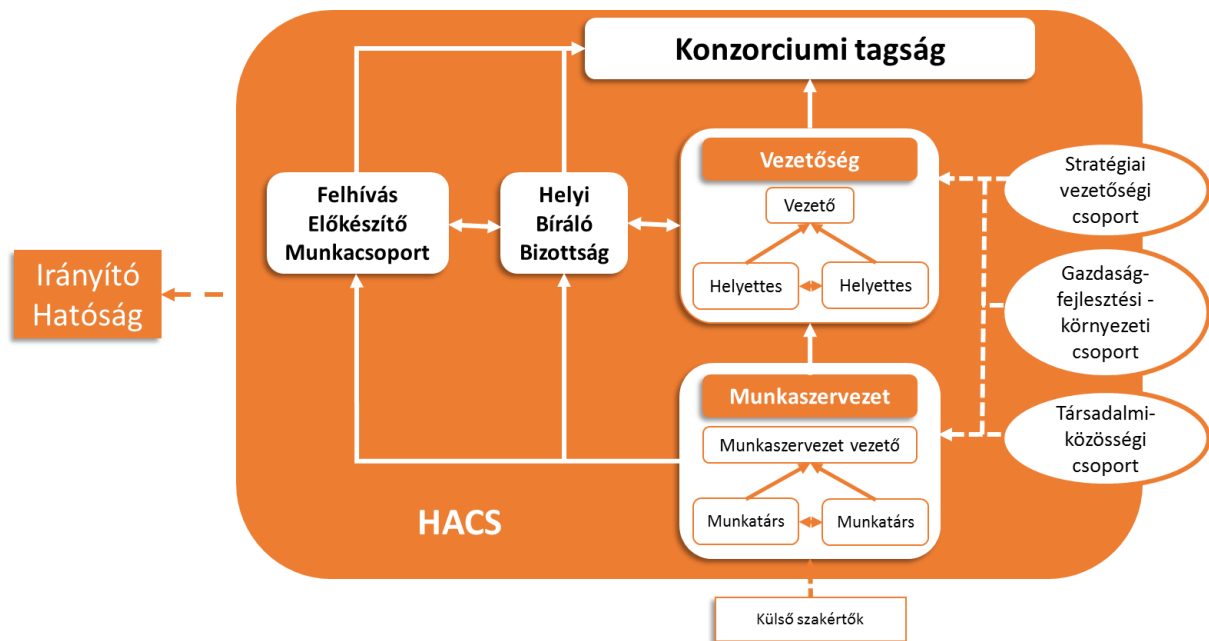 Konzorciumi tagság
Vezetőség
Vezető
Helyettes
Helyettes
Felhívás
Előkészítő
Munkacsoport
Helyi
Bíráló
Bizottság
Stratégiai
vezetőségi
csoport
Irányító
Hatóság
Gazdaság-
fejlesztési -
környezeti
csoport
Munkaszervezet
Munkaszervezet vezető
Munkatárs
Munkatárs
Társadalmi-
közösségi
csoport
HACS
Külső szakértők